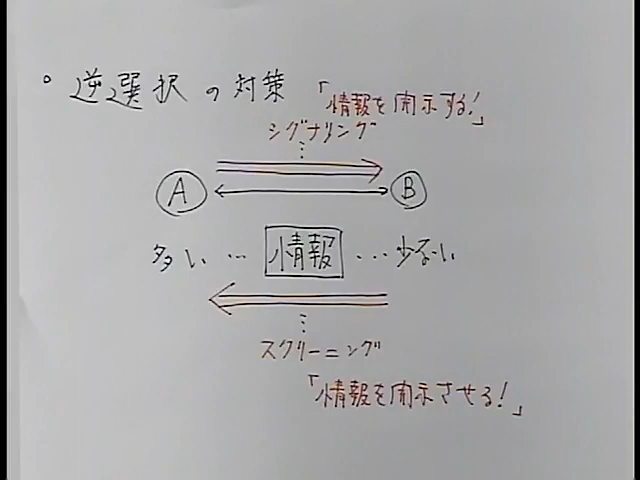 ◦ 逆選択の対策 「情報を開示する!」
シグナリング
⋮
A B
多い … 情報 … 少ない
⋮
スクリーニング
「情報を開示させる!」